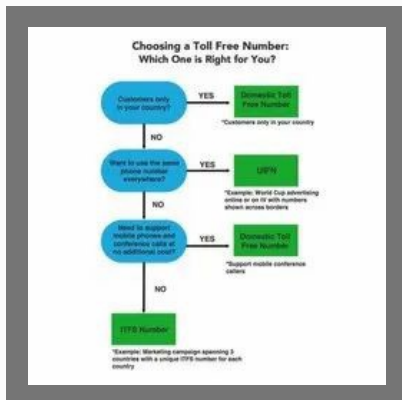 Choosing a Toll Free Number:
Which One is Right for You?
Customers only
in your country?
YES
Domestic Toll
Free Number
*Customers only in your country
NO
Want to use the same
phone number
everywhere?
YES
UIFN
*Example: World Cup advertising
online or on TV with numbers
shown across borders
NO
Need to support
mobile phones and
conference calls at
no additional cost?
YES
Domestic Toll
Free Number
*Support mobile conference
callers
NO
ITFS Number
*Example: Marketing campaign spanning 3
countries with a unique ITFS number for each
country